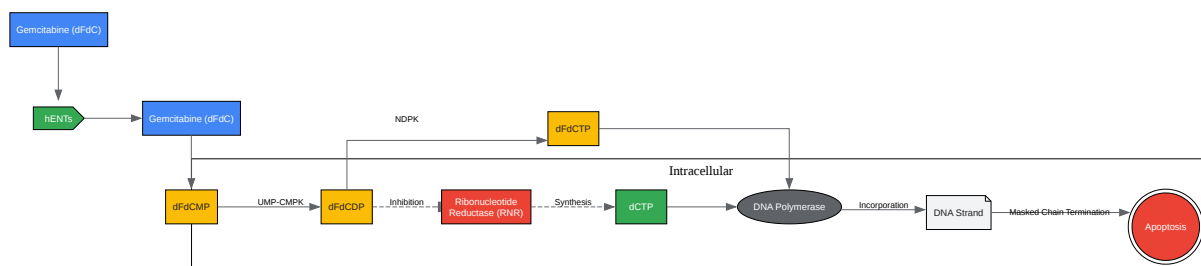 Gemcitabine (dFdC)
hENTs
Gemcitabine (dFdC)
NDPK
dFdCTP
Intracellular
dFdCMP
UMP-CMPK
dFdCDP
Inhibition
Ribonucleotide
Reductase (RNR)
Synthesis
dCTP
DNA Polymerase
Incorporation
DNA Strand
Masked Chain Termination
Apoptosis